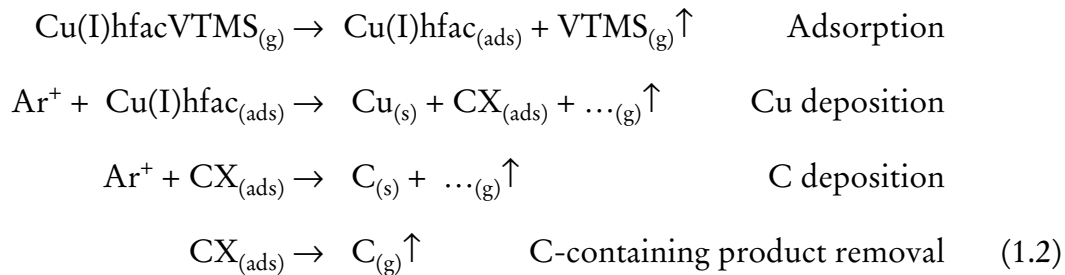 Cu(I)hfacVTMS(g) → Cu(I)hfac(ads) + VTMS(g)↑ Adsorption
Ar⁺ + Cu(I)hfac(ads) → Cu(s) + CX(ads) + …(g)↑ Cu deposition
Ar⁺ + CX(ads) → C(s) + …(g)↑ C deposition
CX(ads) → C(g)↑ C-containing product removal (1.2)